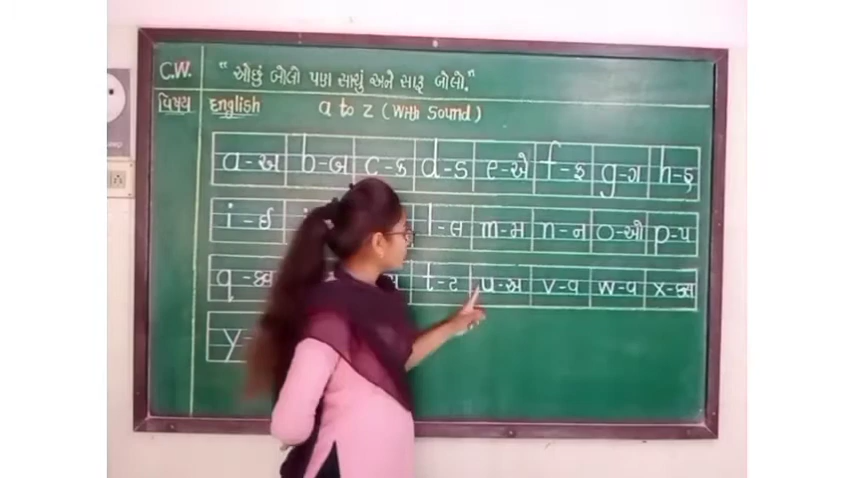 C.W. " ઓછું બોલો પણ સાચું અને સારૂ બોલો."
વિષય English a to z (With Sound)
a-અ b-બ c-ક d-ડ e-એ f-ફ g-ગ h-હ
i-ઈ l-લ m-મ n-ન o-ઓ p-પ
q-ક્વ t-ટ u-અ v-વ w-વ x-ક્સ
y-